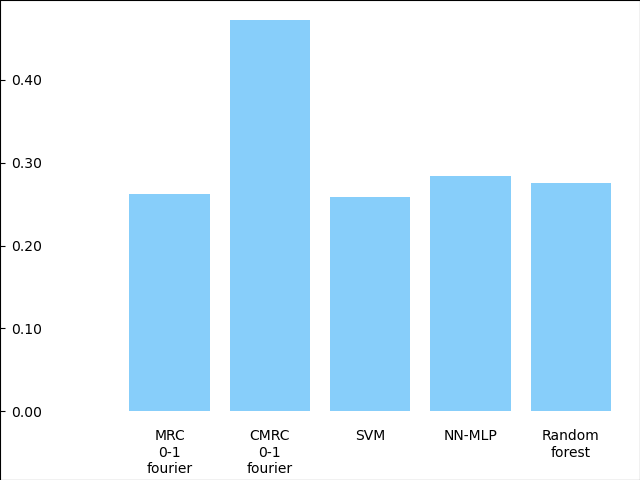 0.40
0.30
0.20
0.10
0.00
MRC
0-1
fourier
CMRC
0-1
fourier
SVM
NN-MLP
Random
forest